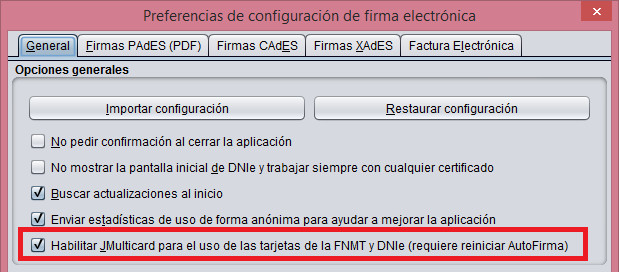 Preferencias de configuración de firma electrónica
General Firmas PAdES (PDF) Firmas CAdES Firmas XAdES Factura Electrónica
Opciones generales
Importar configuración Restaurar configuración
No pedir confirmación al cerrar la aplicación
No mostrar la pantalla inicial de DNIe y trabajar siempre con cualquier certificado
Buscar actualizaciones al inicio
Enviar estadísticas de uso de forma anónima para ayudar a mejorar la aplicación
Habilitar JMulticard para el uso de las tarjetas de la FNMT y DNIe (requiere reiniciar AutoFirma)